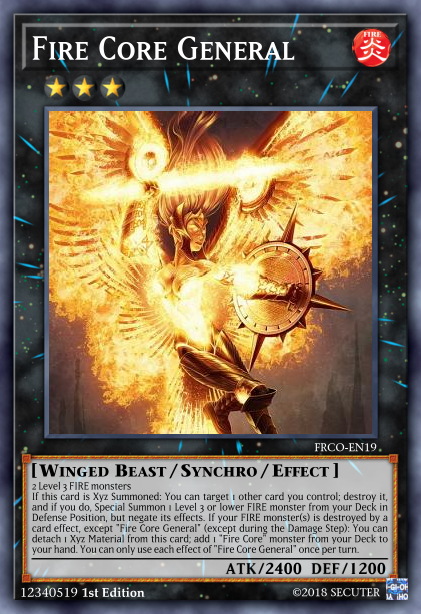 FIRE CORE GENERAL
FIRE
炎
FRCO-EN19
[WINGED BEAST/SYNCHRO/EFFECT]
2 Level 3 FIRE monsters
If this card is Xyz Summoned: You can target 1 other card you control; destroy it,
and if you do, Special Summon 1 Level 3 or lower FIRE monster from your Deck in
Defense Position, but negate its effects. If your FIRE monster(s) is destroyed by a
card effect, except "Fire Core General" (except during the Damage Step): You can
detach 1 Xyz Material from this card; add 1 "Fire Core" monster from your Deck to
your hand. You can only use each effect of "Fire Core General" once per turn.
ATK/2400 DEF/1200
12340519 1st Edition ©2018 SECUTER